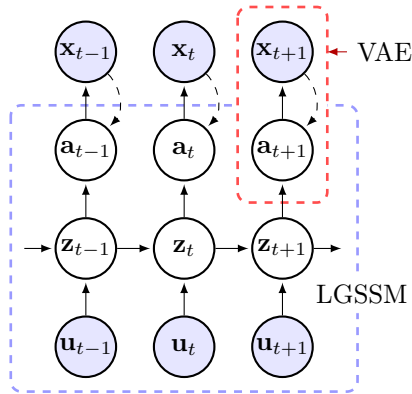 x_{t−1} x_t x_{t+1} VAE
a_{t−1} a_t a_{t+1}
z_{t−1} z_t z_{t+1}
LGSSM
u_{t−1} u_t u_{t+1}